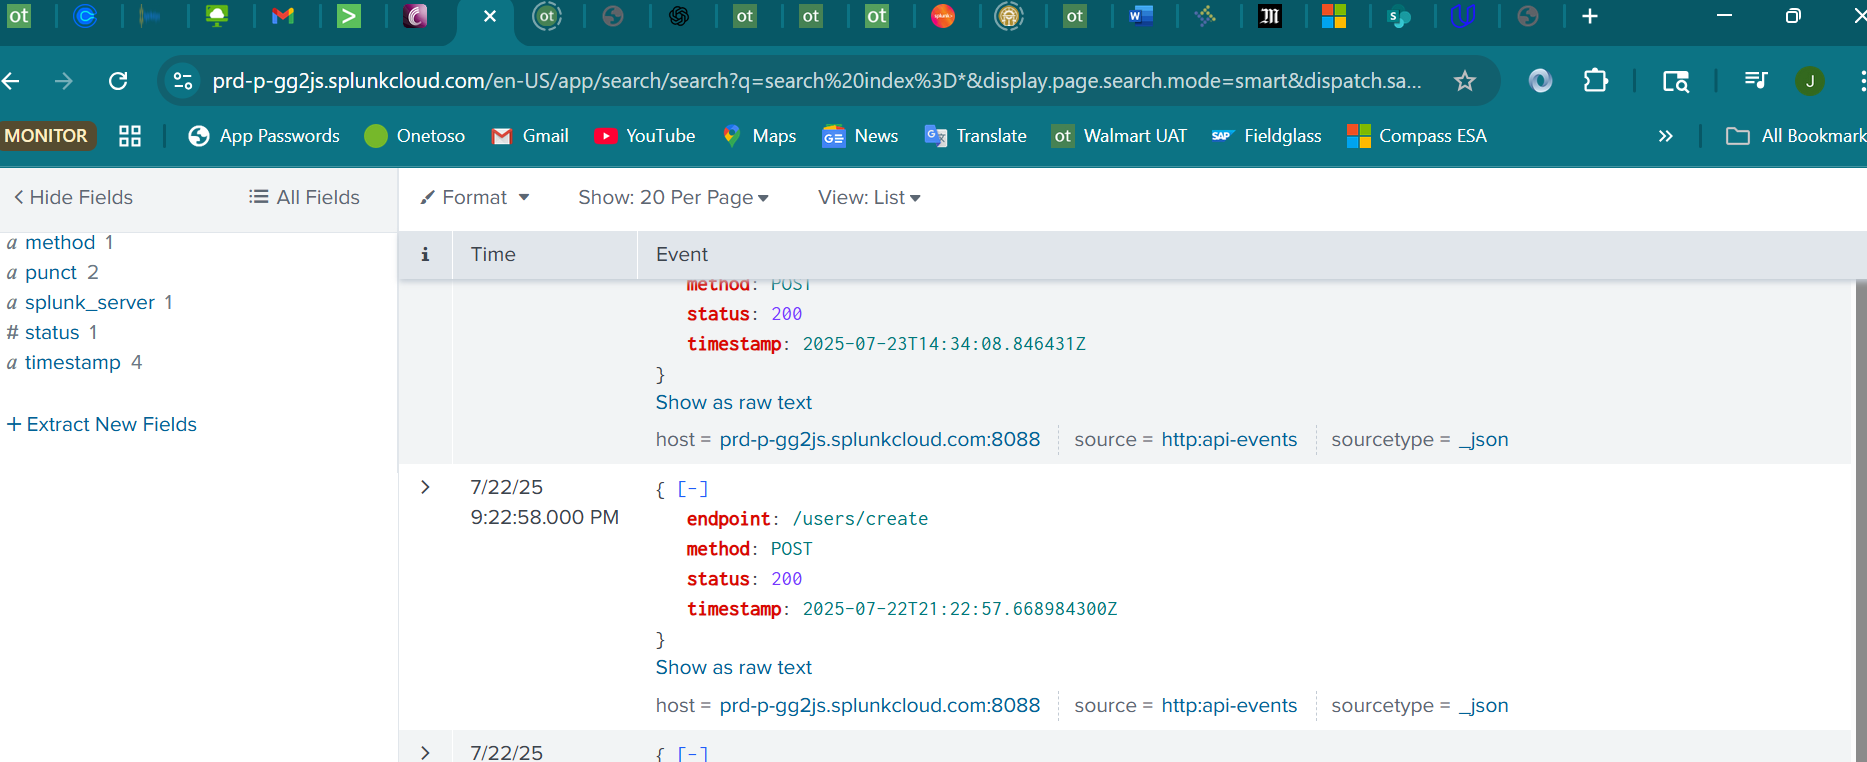 prd-p-gg2js.splunkcloud.com/en-US/app/search/search?q=search%20index%3D*&display.page.search.mode=smart&dispatch.sa...
J
MONITOR
App Passwords
Onetoso
Gmail
YouTube
Maps
News
Translate
ot Walmart UAT
SAP Fieldglass
Compass ESA
All Bookmark
Hide Fields
All Fields
Format
Show: 20 Per Page
View: List
a method 1
a punct 2
a splunk_server 1
# status 1
a timestamp 4
+ Extract New Fields
i Time Event
method: POST
status: 200
timestamp: 2025-07-23T14:34:08.846431Z
}
Show as raw text
host = prd-p-gg2js.splunkcloud.com:8088 source = http:api-events sourcetype = _json
7/22/25
9:22:58.000 PM
{ [-]
endpoint: /users/create
method: POST
status: 200
timestamp: 2025-07-22T21:22:57.668984300Z
}
Show as raw text
host = prd-p-gg2js.splunkcloud.com:8088 source = http:api-events sourcetype = _json
7/22/25
{ [-]